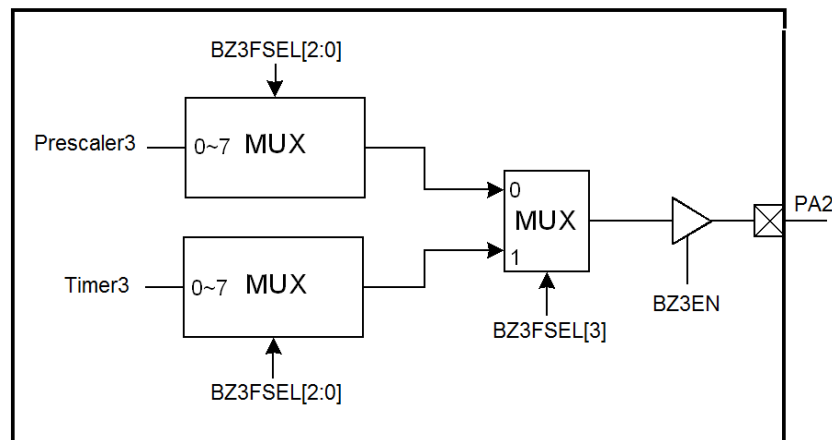 BZ3FSEL[2:0]
Prescaler3
0~7 MUX
0
MUX
1
PA2
Timer3
0~7 MUX
BZ3EN
BZ3FSEL[3]
BZ3FSEL[2:0]